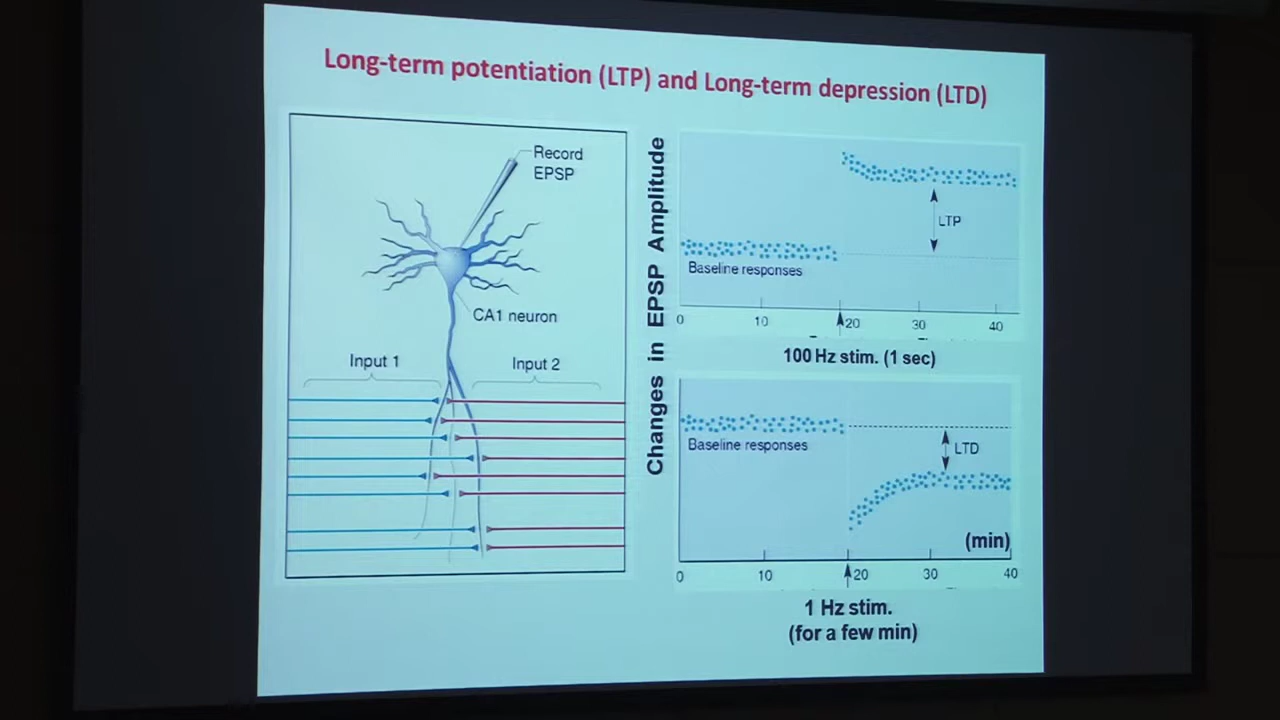 Long-term potentiation (LTP) and Long-term depression (LTD)
Record
EPSP
CA1 neuron
Input 1
Input 2
Changes in EPSP Amplitude
LTP
Baseline responses
0
10
20
30
40
100 Hz stim. (1 sec)
Baseline responses
LTD
(min)
0
10
20
30
40
1 Hz stim.
(for a few min)